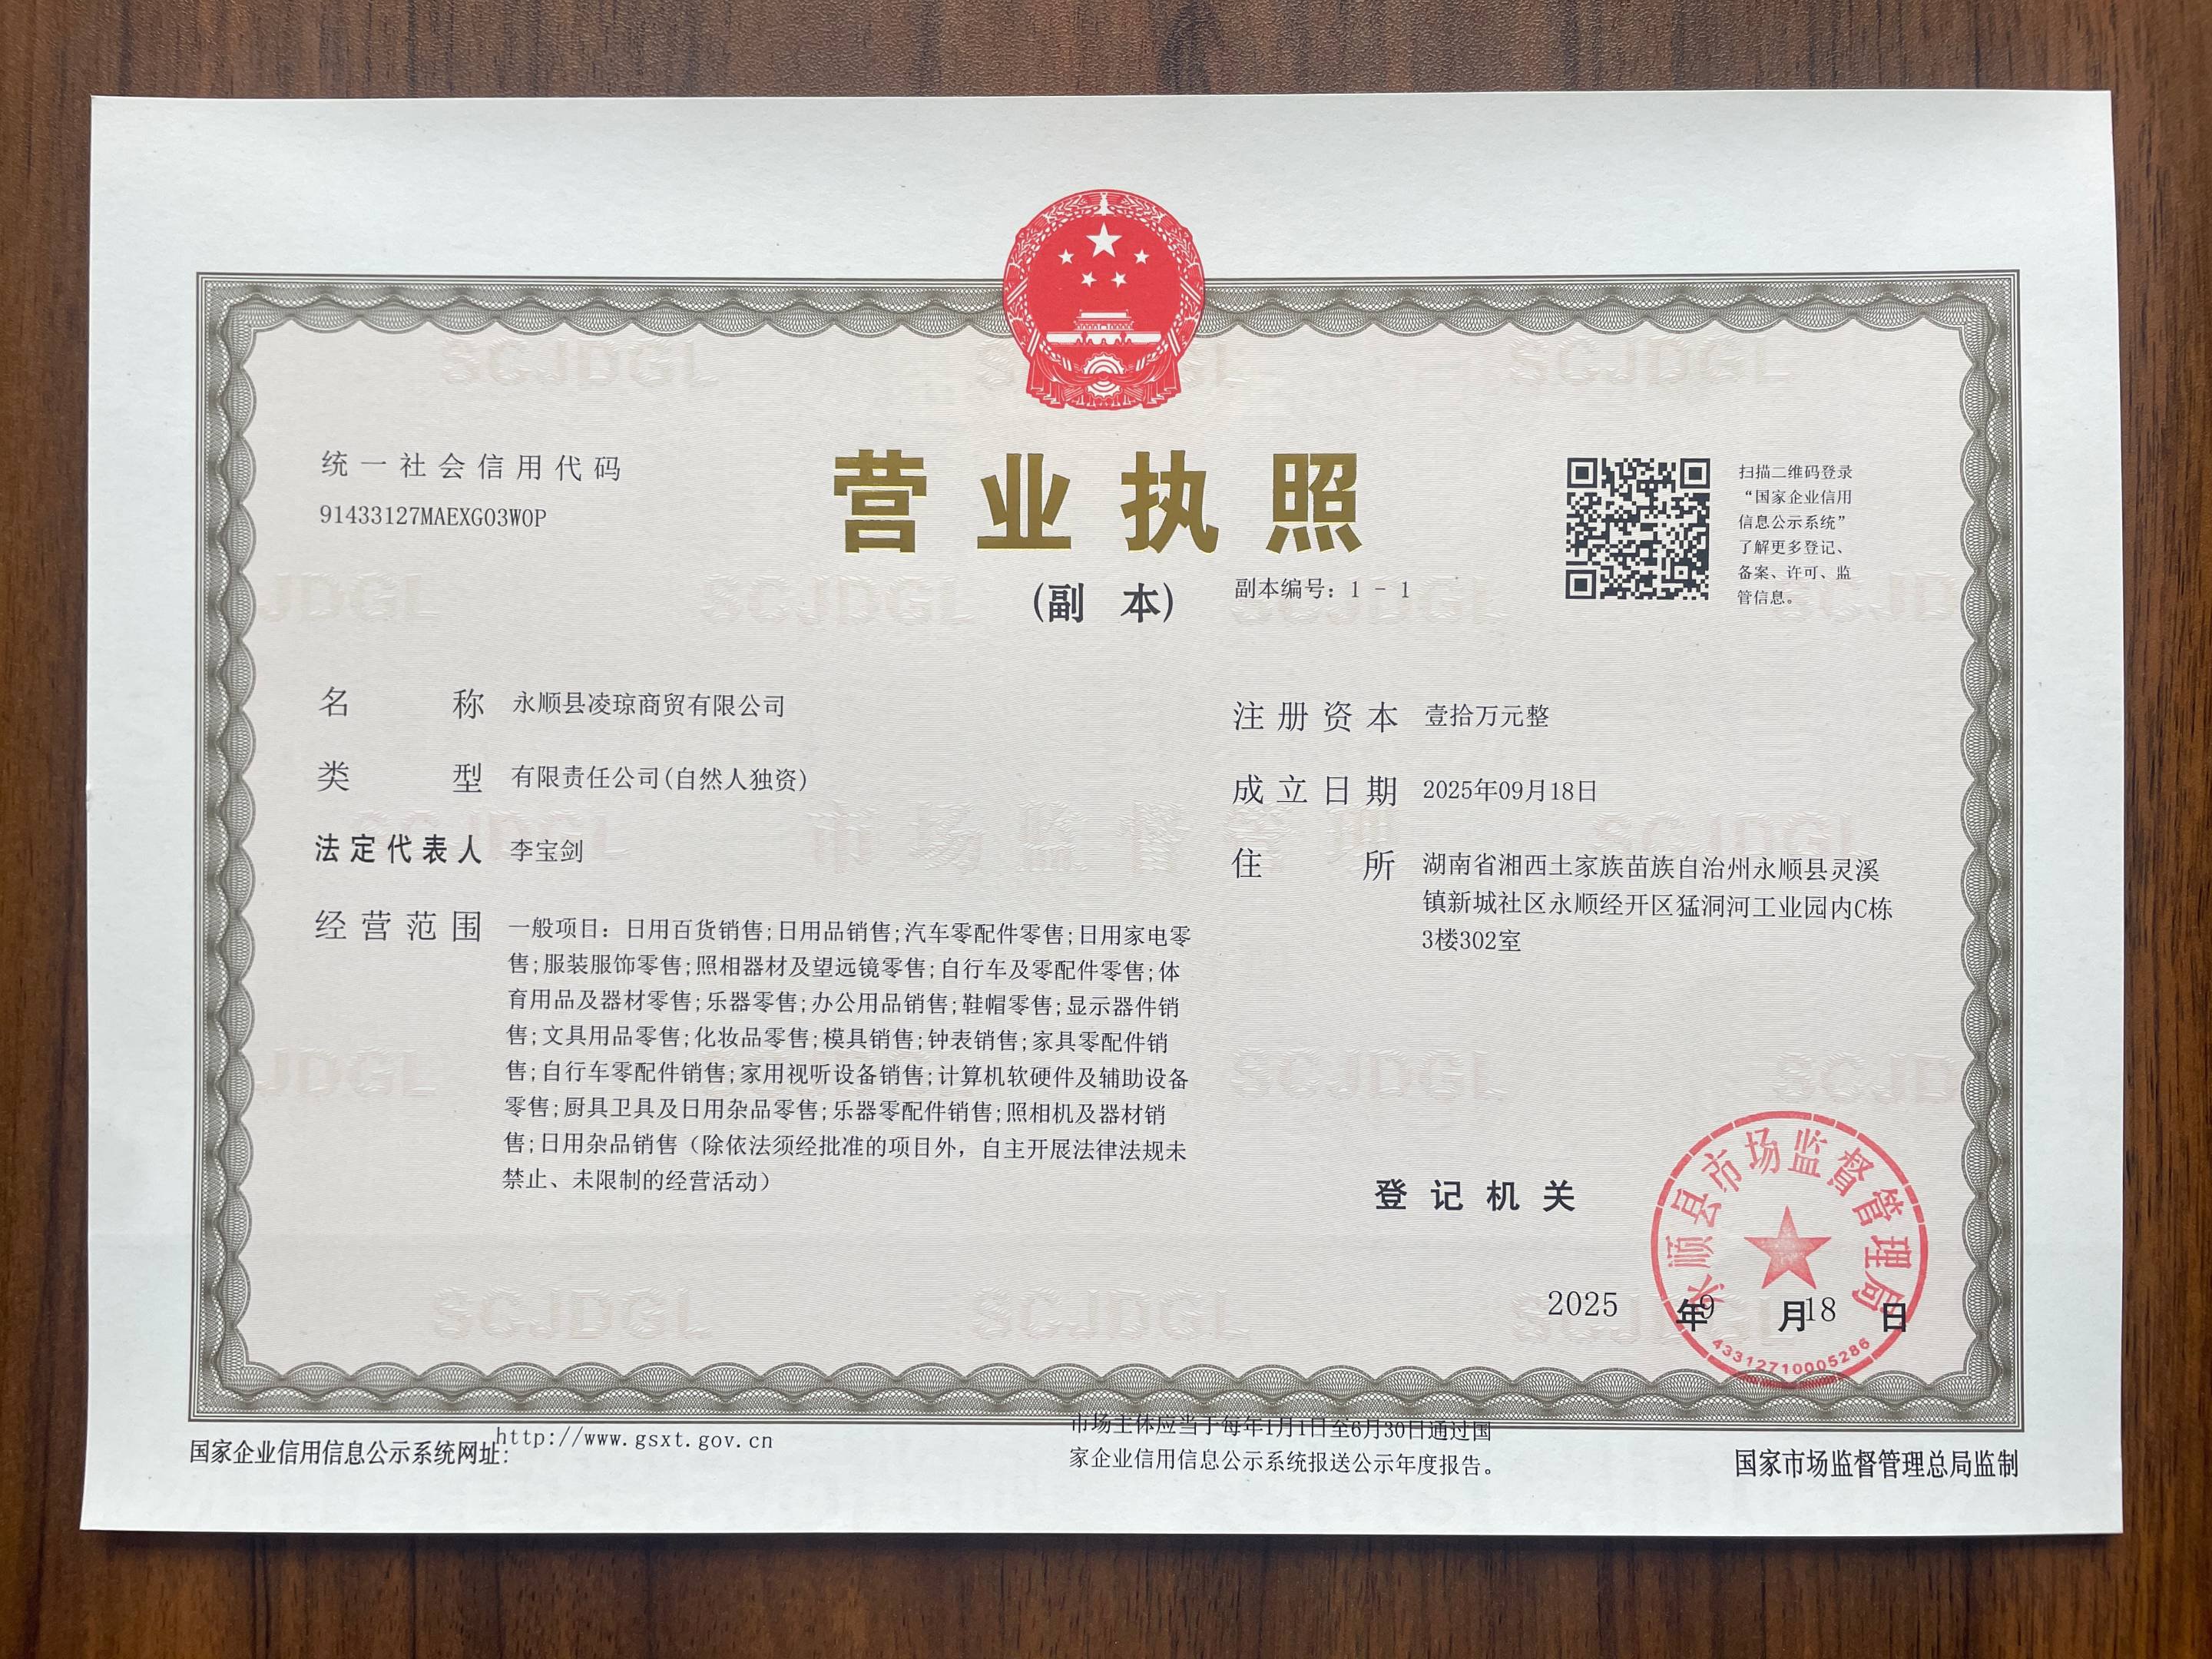 统一社会信用代码
91433127MAEXG03W0P
营业执照
(副 本)
副本编号：1 - 1
扫描二维码登录
“国家企业信用
信息公示系统”
了解更多登记、
备案、许可、监
管信息。
名 称 永顺县凌琼商贸有限公司
类 型 有限责任公司(自然人独资)
法定代表人 李宝剑
经营范围 一般项目：日用百货销售;日用品销售;汽车零配件零售;日用家电零
售;服装服饰零售;照相器材及望远镜零售;自行车及零配件零售;体
育用品及器材零售;乐器零售;办公用品销售;鞋帽零售;显示器件销
售;文具用品零售;化妆品零售;模具销售;钟表销售;家具零配件销
售;自行车零配件销售;家用视听设备销售;计算机软硬件及辅助设备
零售;厨具卫具及日用杂品零售;乐器零配件销售;照相机及器材销
售;日用杂品销售（除依法须经批准的项目外，自主开展法律法规未
禁止、未限制的经营活动）
注册资本 壹拾万元整
成立日期 2025年09月18日
住 所 湖南省湘西土家族苗族自治州永顺县灵溪
镇新城社区永顺经开区猛洞河工业园内C栋
3楼302室
登记机关
永顺县市场监督管理局
2025 年9 月18 日
43312710005286
国家企业信用信息公示系统网址:http://www.gsxt.gov.cn
市场主体应当于每年1月1日至6月30日通过国
家企业信用信息公示系统报送公示年度报告。
国家市场监督管理总局监制
SCJDGL
市场监督管理